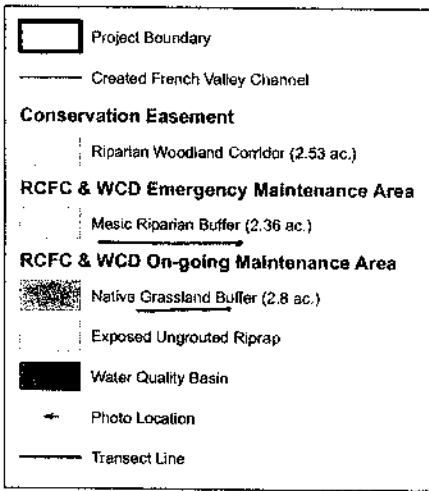 Project Boundary
Created French Valley Channel
Conservation Easement
Riparian Woodland Corridor (2.53 ac.)
RCFC & WCD Emergency Maintenance Area
Mesic Riparian Buffer (2.36 ac.)
RCFC & WCD On-going Maintenance Area
Native Grassland Buffer (2.8 ac.)
Exposed Ungrouted Riprap
Water Quality Basin
Photo Location
Transect Line